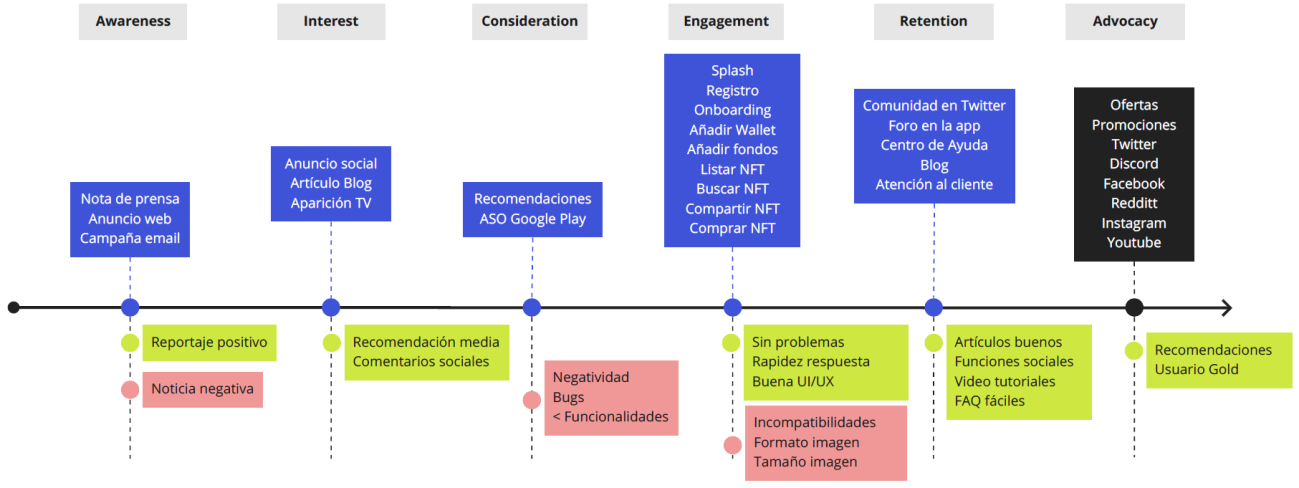 Awareness
Interest
Consideration
Engagement
Retention
Advocacy
Nota de prensa
Anuncio web
Campaña email
Anuncio social
Artículo Blog
Aparición TV
Recomendaciones
ASO Google Play
Splash
Registro
Onboarding
Añadir Wallet
Añadir fondos
Listar NFT
Buscar NFT
Compartir NFT
Comprar NFT
Comunidad en Twitter
Foro en la app
Centro de Ayuda
Blog
Atención al cliente
Ofertas
Promociones
Twitter
Discord
Facebook
Redditt
Instagram
Youtube
Reportaje positivo
Noticia negativa
Recomendación media
Comentarios sociales
Negatividad
Bugs
< Funcionalidades
Sin problemas
Rapidez respuesta
Buena UI/UX
Incompatibilidades
Formato imagen
Tamaño imagen
Artículos buenos
Funciones sociales
Video tutoriales
FAQ fáciles
Recomendaciones
Usuario Gold